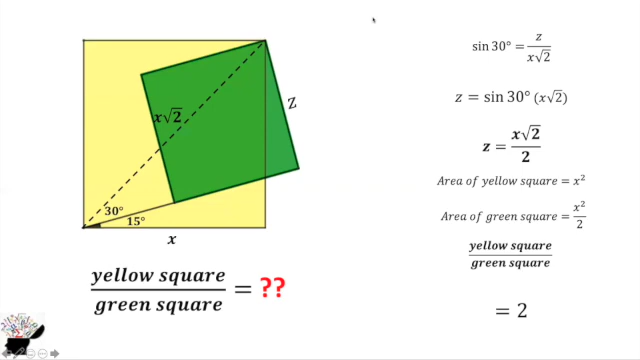 x√2
Z
30°
15°
x
yellow square / green square = ??
sin 30° = z / x√2
z = sin 30° (x√2)
z = x√2 / 2
Area of yellow square = x²
Area of green square = x² / 2
yellow square / green square
= 2